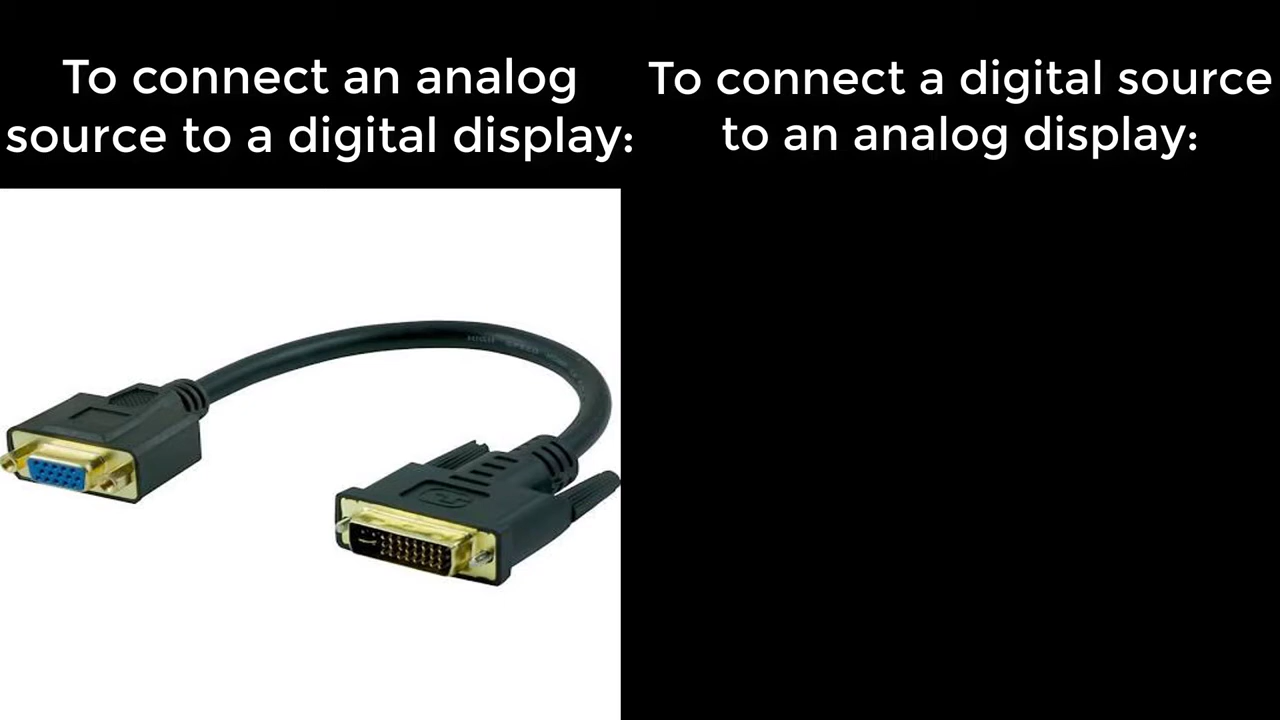 To connect an analog
source to a digital display:
To connect a digital source
to an analog display: